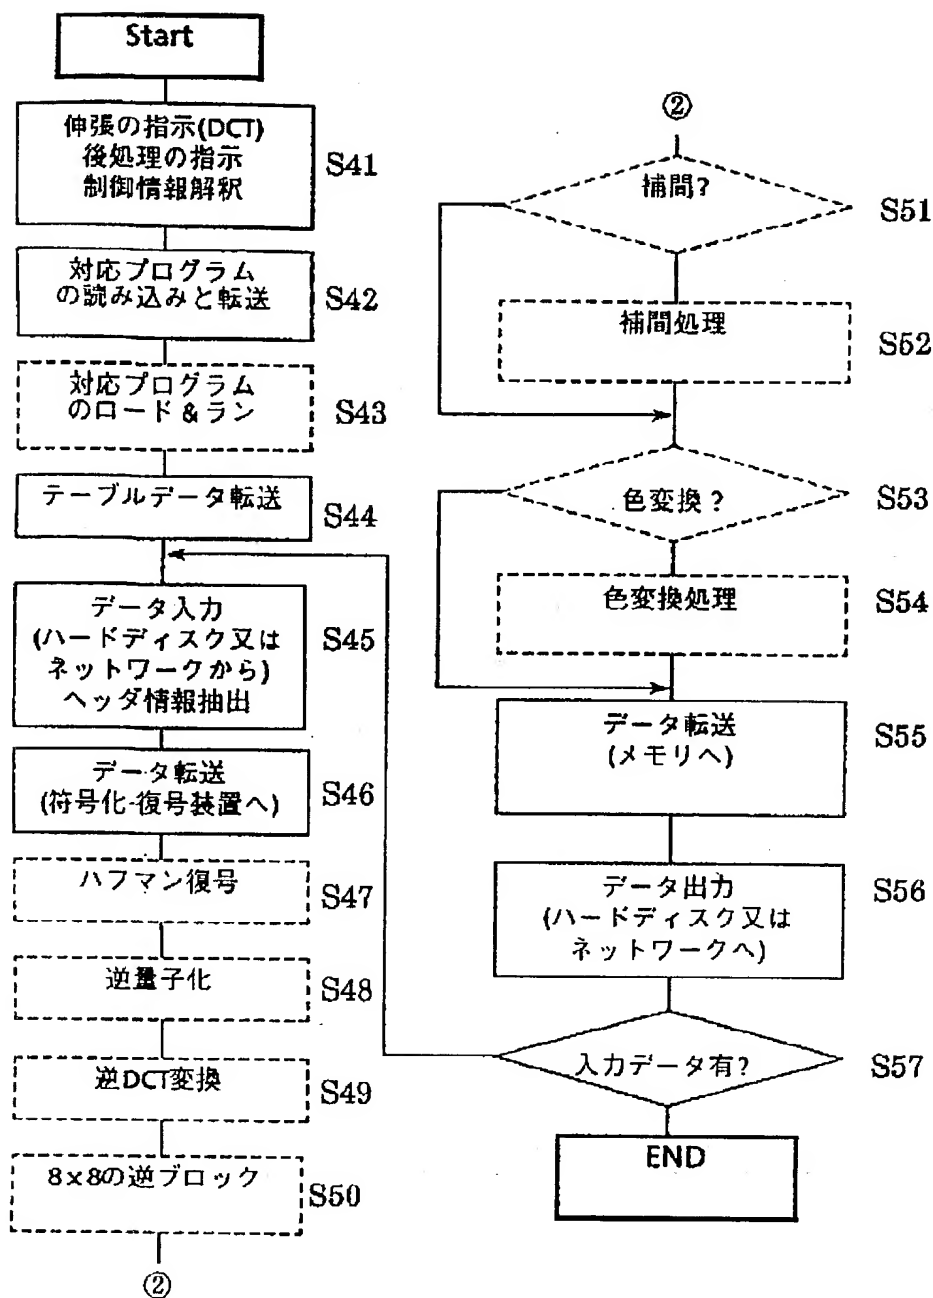 Start
伸張の指示(DCT)
後処理の指示
制御情報解釈
S41
対応プログラム
の読み込みと転送
S42
対応プログラム
のロード＆ラン
S43
テーブルデータ転送
S44
データ入力
(ハードディスク又は
ネットワークから)
ヘッダ情報抽出
S45
データ転送
(符号化-復号装置へ)
S46
ハフマン復号
S47
逆量子化
S48
逆DCT変換
S49
8x8の逆ブロック
S50
②
②
補間?
S51
補間処理
S52
色変換?
S53
色変換処理
S54
データ転送
(メモリへ)
S55
データ出力
(ハードディスク又は
ネットワークへ)
S56
入力データ有?
S57
END